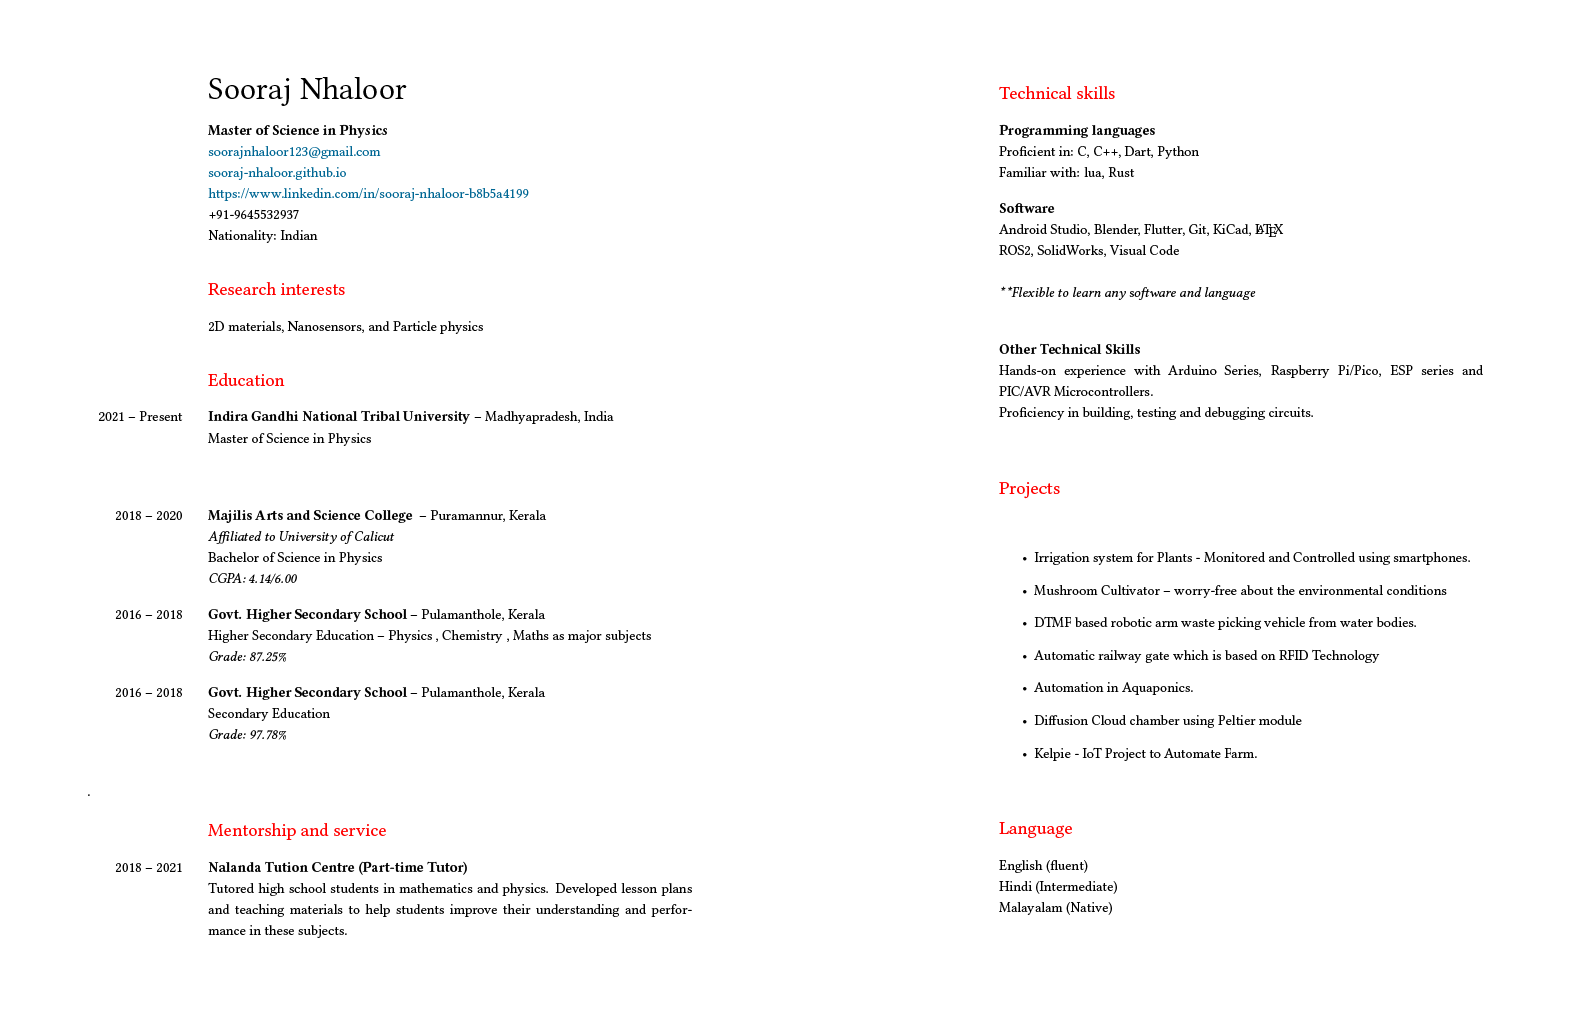 Sooraj Nhaloor
Master of Science in Physics
soorajnhaloor123@gmail.com
sooraj-nhaloor.github.io
https://www.linkedin.com/in/sooraj-nhaloor-b8b5a4199
+91-9645532937
Nationality: Indian
Research interests
2D materials, Nanosensors, and Particle physics
Education
2021 – Present Indira Gandhi National Tribal University – Madhyapradesh, India
Master of Science in Physics
2018 – 2020 Majilis Arts and Science College – Puramannur, Kerala
Affiliated to University of Calicut
Bachelor of Science in Physics
CGPA: 4.14/6.00
2016 – 2018 Govt. Higher Secondary School – Pulamanthole, Kerala
Higher Secondary Education – Physics , Chemistry , Maths as major subjects
Grade: 87.25%
2016 – 2018 Govt. Higher Secondary School – Pulamanthole, Kerala
Secondary Education
Grade: 97.78%
.
Mentorship and service
2018 – 2021 Nalanda Tution Centre (Part-time Tutor)
Tutored high school students in mathematics and physics. Developed lesson plans
and teaching materials to help students improve their understanding and perfor-
mance in these subjects.
Technical skills
Programming languages
Proficient in: C, C++, Dart, Python
Familiar with: lua, Rust
Software
Android Studio, Blender, Flutter, Git, KiCad, LATEX
ROS2, SolidWorks, Visual Code
**Flexible to learn any software and language
Other Technical Skills
Hands-on experience with Arduino Series, Raspberry Pi/Pico, ESP series and
PIC/AVR Microcontrollers.
Proficiency in building, testing and debugging circuits.
Projects
• Irrigation system for Plants - Monitored and Controlled using smartphones.
• Mushroom Cultivator – worry-free about the environmental conditions
• DTMF based robotic arm waste picking vehicle from water bodies.
• Automatic railway gate which is based on RFID Technology
• Automation in Aquaponics.
• Diffusion Cloud chamber using Peltier module
• Kelpie - IoT Project to Automate Farm.
Language
English (fluent)
Hindi (Intermediate)
Malayalam (Native)